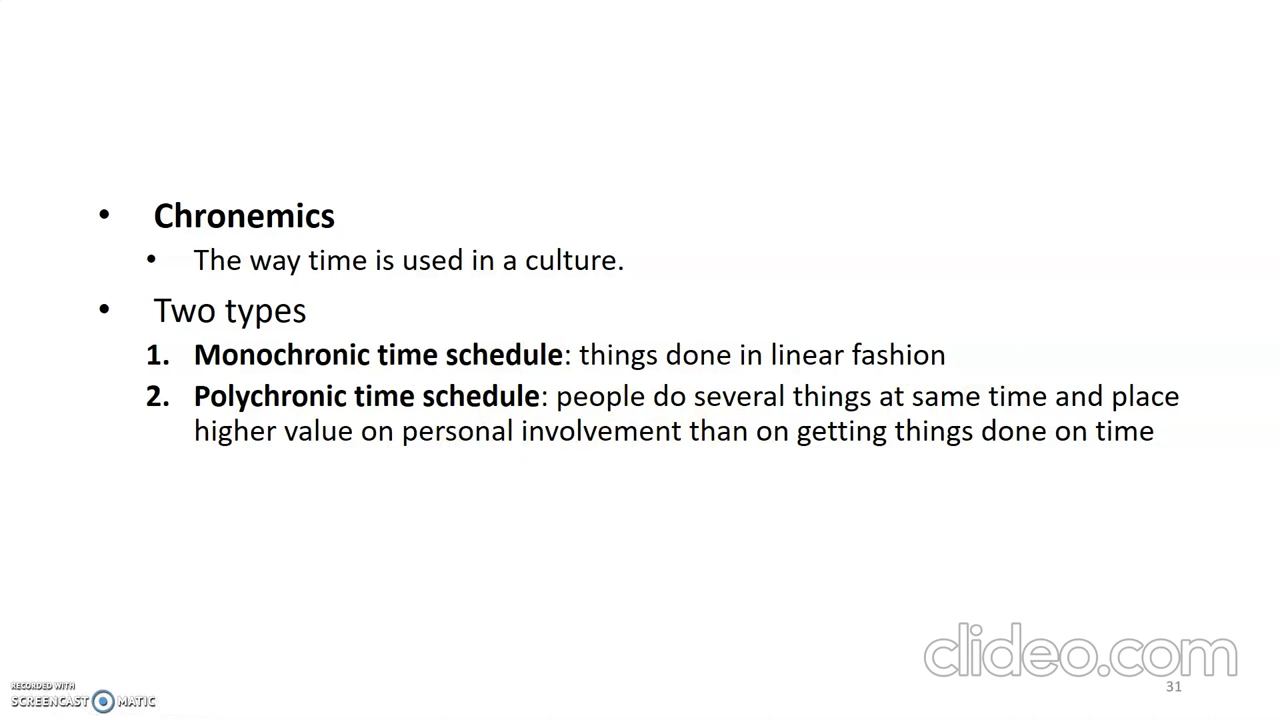 • Chronemics
• The way time is used in a culture.
• Two types
1. Monochronic time schedule: things done in linear fashion
2. Polychronic time schedule: people do several things at same time and place
higher value on personal involvement than on getting things done on time
clideo.com
31
RECORDED WITH
SCREENCAST MATIC